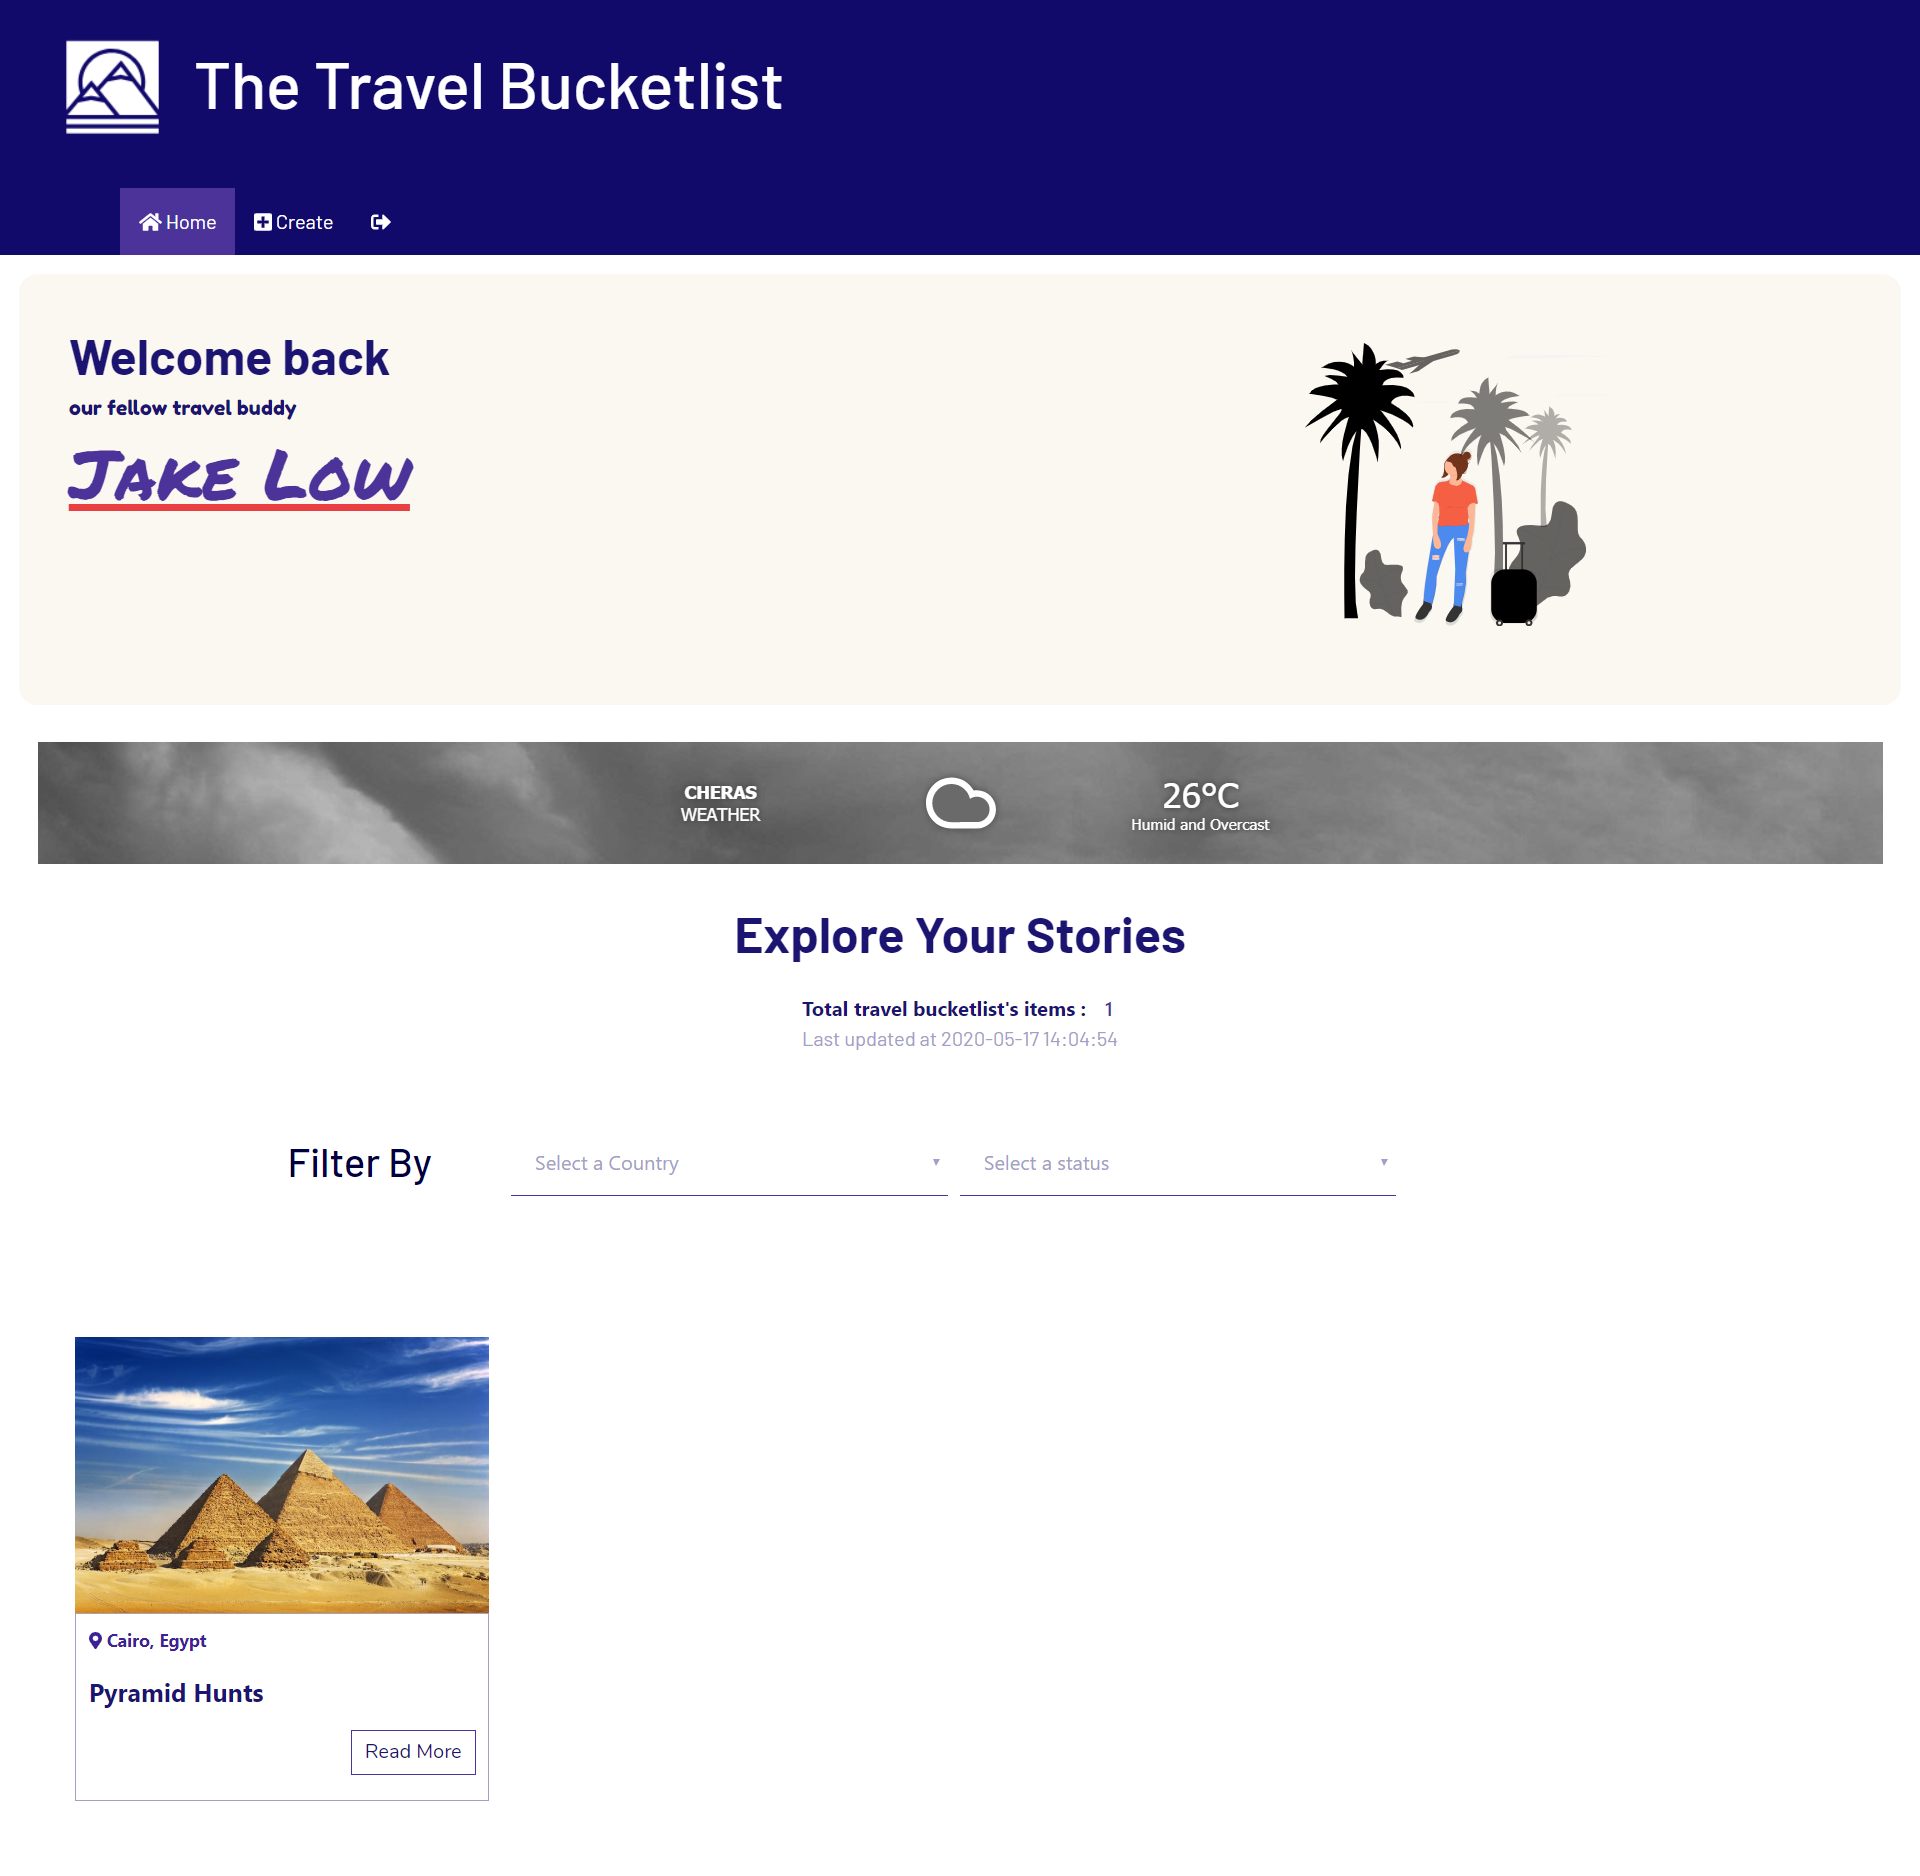 The Travel Bucketlist
Home
Create
Welcome back
our fellow travel buddy
Jake Low
CHERAS
WEATHER
26°C
Humid and Overcast
Explore Your Stories
Total travel bucketlist's items : 1
Last updated at 2020-05-17 14:04:54
Filter By
Select a Country
Select a status
Cairo, Egypt
Pyramid Hunts
Read More